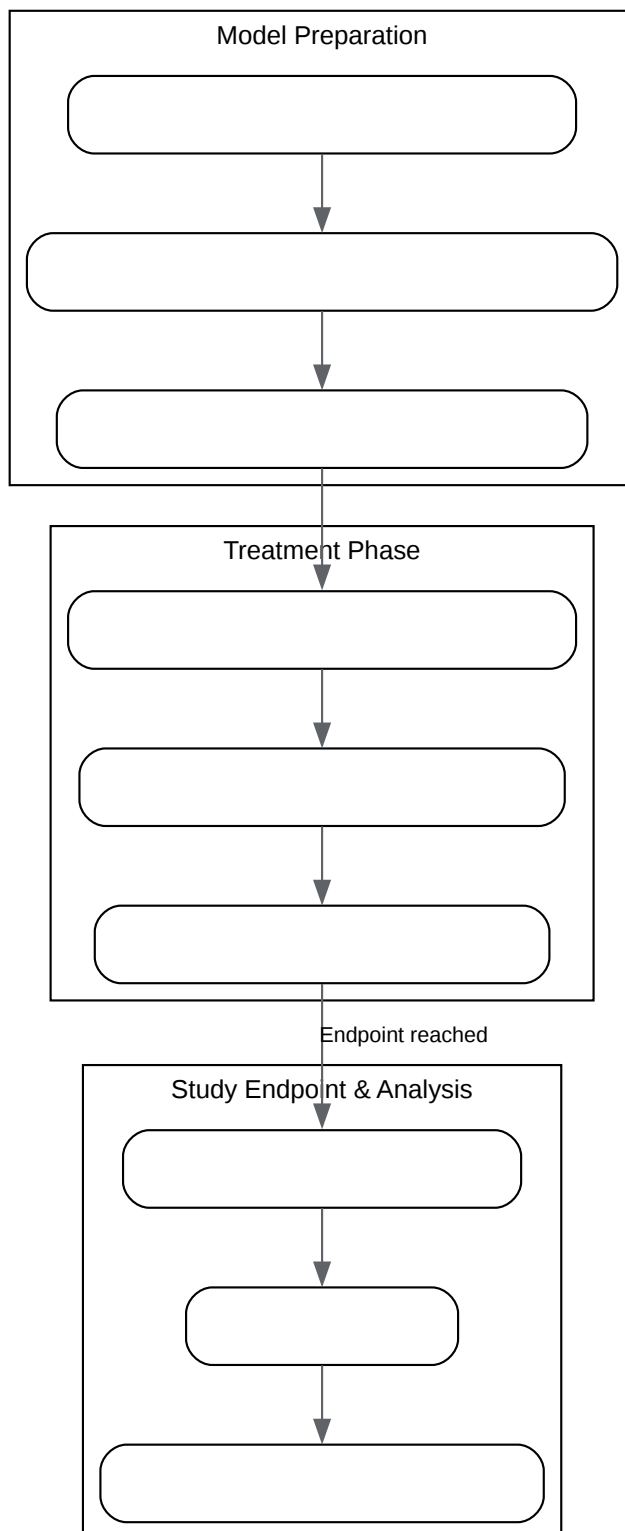 Model Preparation
Treatment Phase
Endpoint reached
Study Endpoint & Analysis